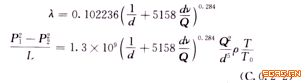 λ = 0.102236 (1/d + 5158 dν/Q)^0.284
(P₁² − P₂²)/L = 1.3 × 10⁹ (1/d + 5158 dν/Q)^0.284 Q²/d⁵ ρ T/T₀